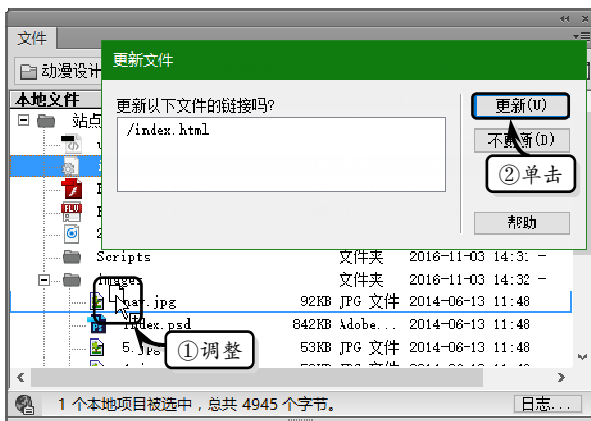 文件
动漫设计
更新文件
本地文件
更新以下文件的链接吗?
/index.html
更新(U)
不更新(D)
帮助
②单击
站点
Scripts 文件夹 2016-11-03 14:3 -
images 文件夹 2016-11-03 14:32 -
nav.jpg 92KB JPG 文件 2014-06-13 11:48
index.psd 842KB Adobe... 2014-06-13 11:48
5.jpg 53KB JPG 文件 2014-06-13 11:48
①调整
1 个本地项目被选中，总共 4945 个字节。
日志...